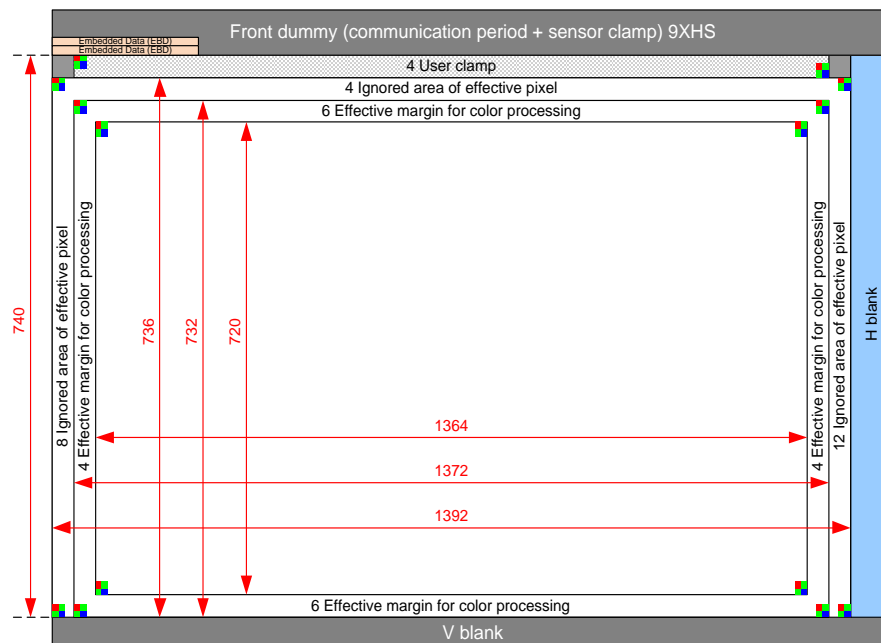 Front dummy (communication period + sensor clamp) 9XHS
Embedded Data (EBD)
Embedded Data (EBD)
4 User clamp
4 Ignored area of effective pixel
6 Effective margin for color processing
740
8 Ignored area of effective pixel
4 Effective margin for color processing
736
732
720
4 Effective margin for color processing
12 Ignored area of effective pixel
H blank
1364
1372
1392
6 Effective margin for color processing
V blank